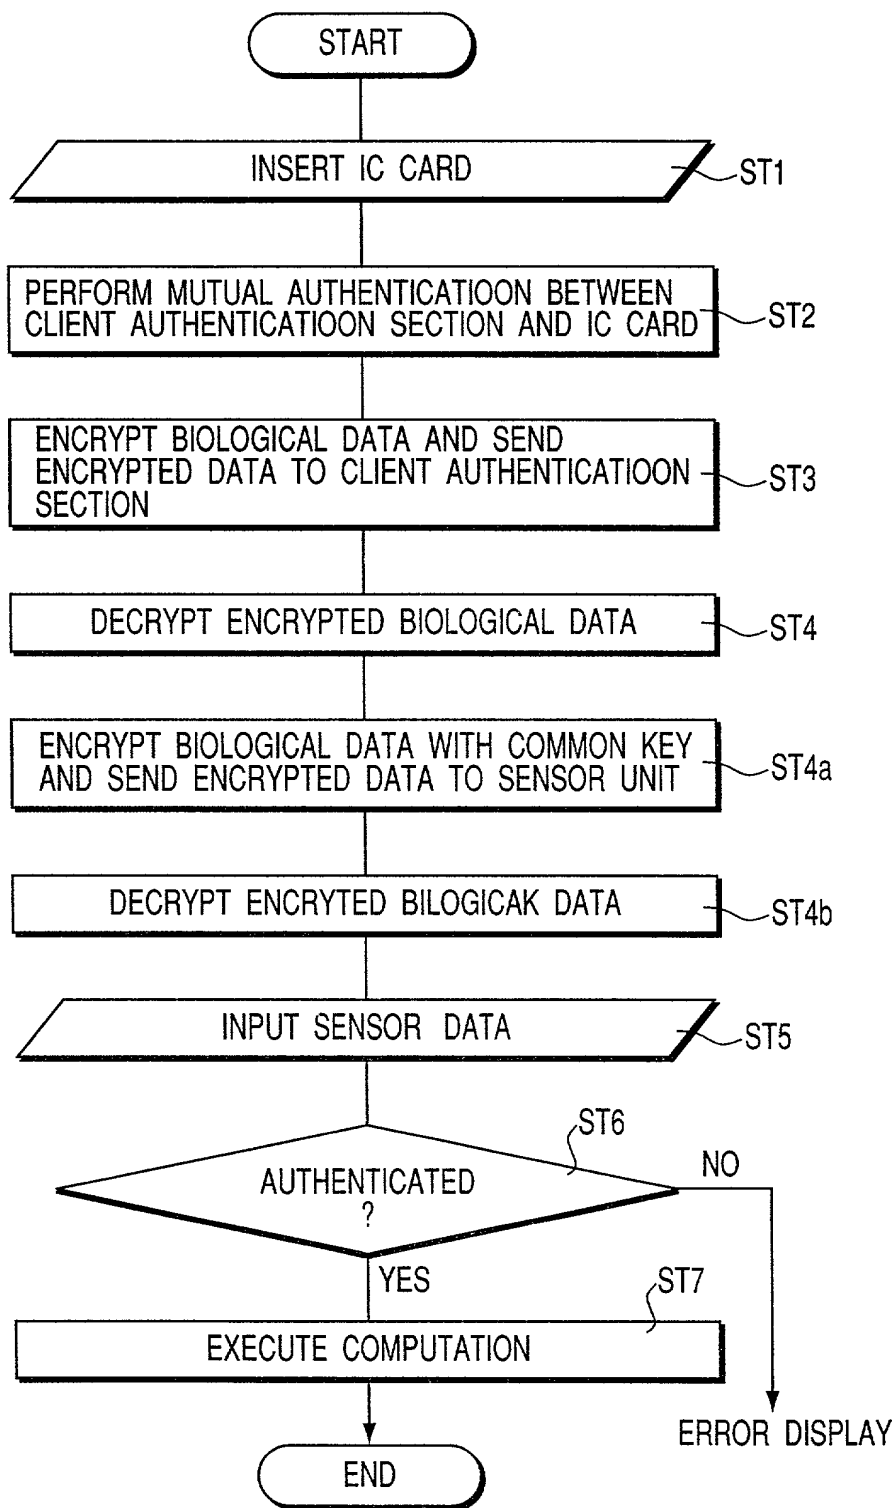 START
INSERT IC CARD
ST1
PERFORM MUTUAL AUTHENTICATIOON BETWEEN
CLIENT AUTHENTICATIOON SECTION AND IC CARD
ST2
ENCRYPT BIOLOGICAL DATA AND SEND
ENCRYPTED DATA TO CLIENT AUTHENTICATIOON
SECTION
ST3
DECRYPT ENCRYPTED BIOLOGICAL DATA
ST4
ENCRYPT BIOLOGICAL DATA WITH COMMON KEY
AND SEND ENCRYPTED DATA TO SENSOR UNIT
ST4a
DECRYPT ENCRYTED BILOGICAK DATA
ST4b
INPUT SENSOR DATA
ST5
ST6
AUTHENTICATED
?
NO
YES
ST7
EXECUTE COMPUTATION
ERROR DISPLAY
END